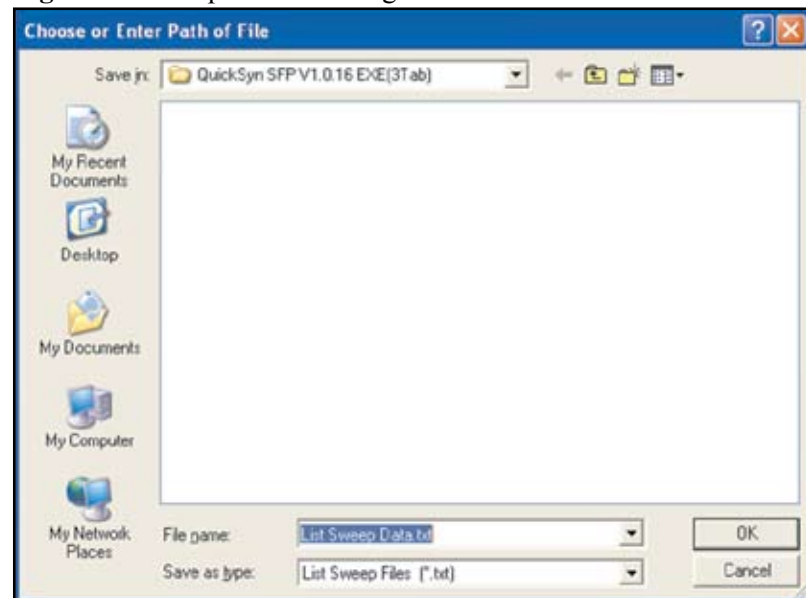 Choose or Enter Path of File
Save in:
QuickSyn SFP V1.0.16 EXE(3Tab)
My Recent
Documents
Desktop
My Documents
My Computer
My Network
Places
File name:
List Sweep Data.txt
OK
Save as type:
List Sweep Files (*.txt)
Cancel